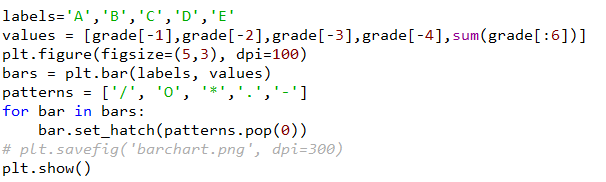 labels='A','B','C','D','E'
values = [grade[-1],grade[-2],grade[-3],grade[-4],sum(grade[:6])]
plt.figure(figsize=(5,3), dpi=100)
bars = plt.bar(labels, values)
patterns = ['/', 'O', '*','.','-']
for bar in bars:
    bar.set_hatch(patterns.pop(0))
# plt.savefig('barchart.png', dpi=300)
plt.show()